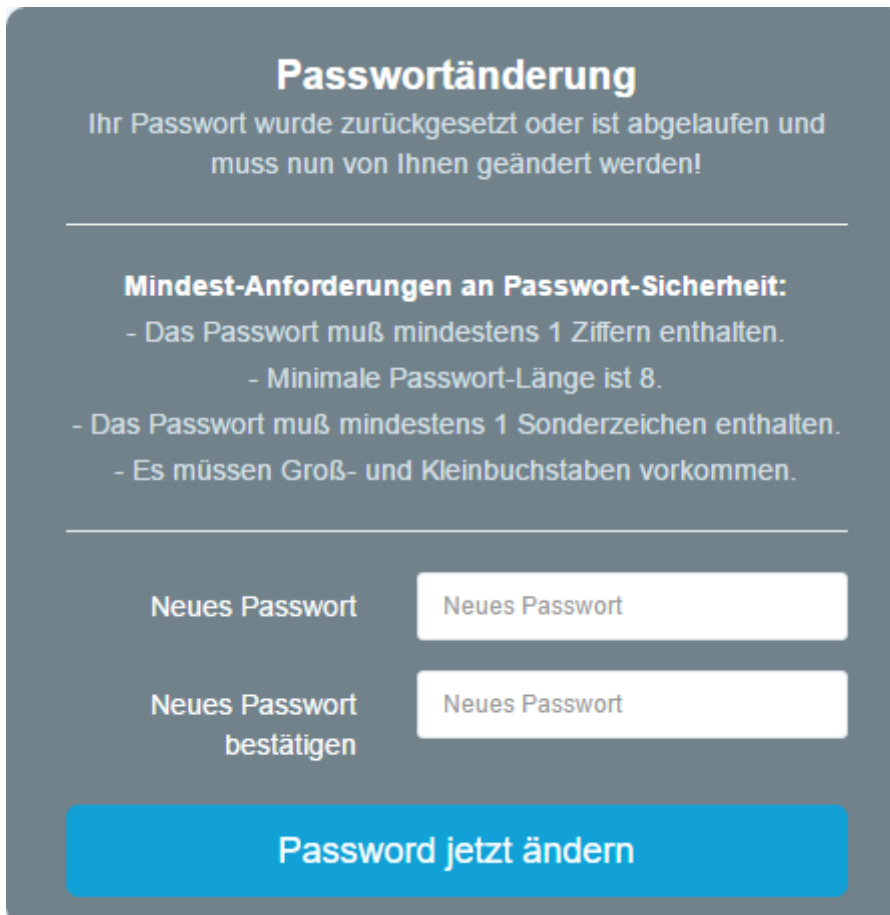 Passwortänderung
Ihr Passwort wurde zurückgesetzt oder ist abgelaufen und
muss nun von Ihnen geändert werden!
Mindest-Anforderungen an Passwort-Sicherheit:
- Das Passwort muß mindestens 1 Ziffern enthalten.
- Minimale Passwort-Länge ist 8.
- Das Passwort muß mindestens 1 Sonderzeichen enthalten.
- Es müssen Groß- und Kleinbuchstaben vorkommen.
Neues Passwort
Neues Passwort
Neues Passwort
bestätigen
Neues Passwort
Password jetzt ändern